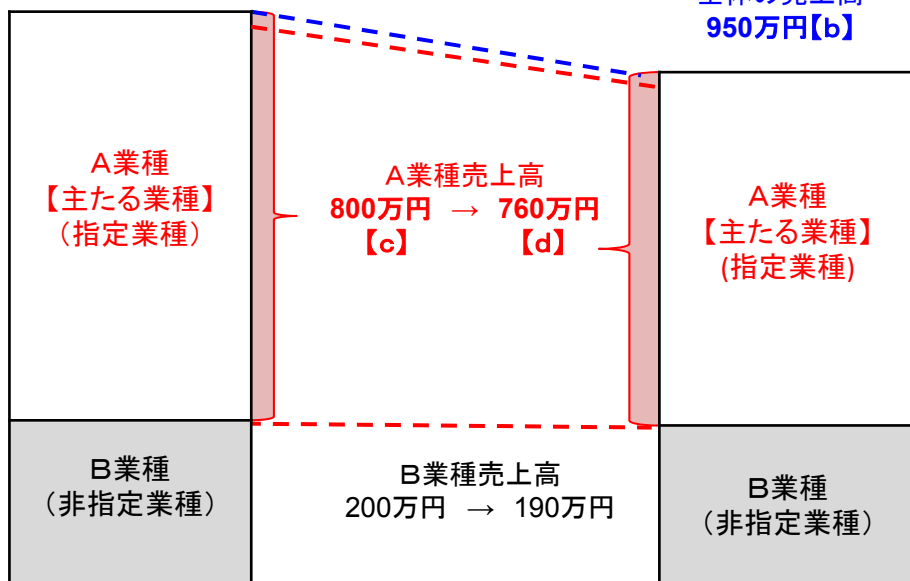 950万円【b】
A業種
【主たる業種】
（指定業種）
A業種売上高
800万円 → 760万円
【c】 【d】
A業種
【主たる業種】
(指定業種)
B業種
（非指定業種）
B業種売上高
200万円 → 190万円
B業種
（非指定業種）